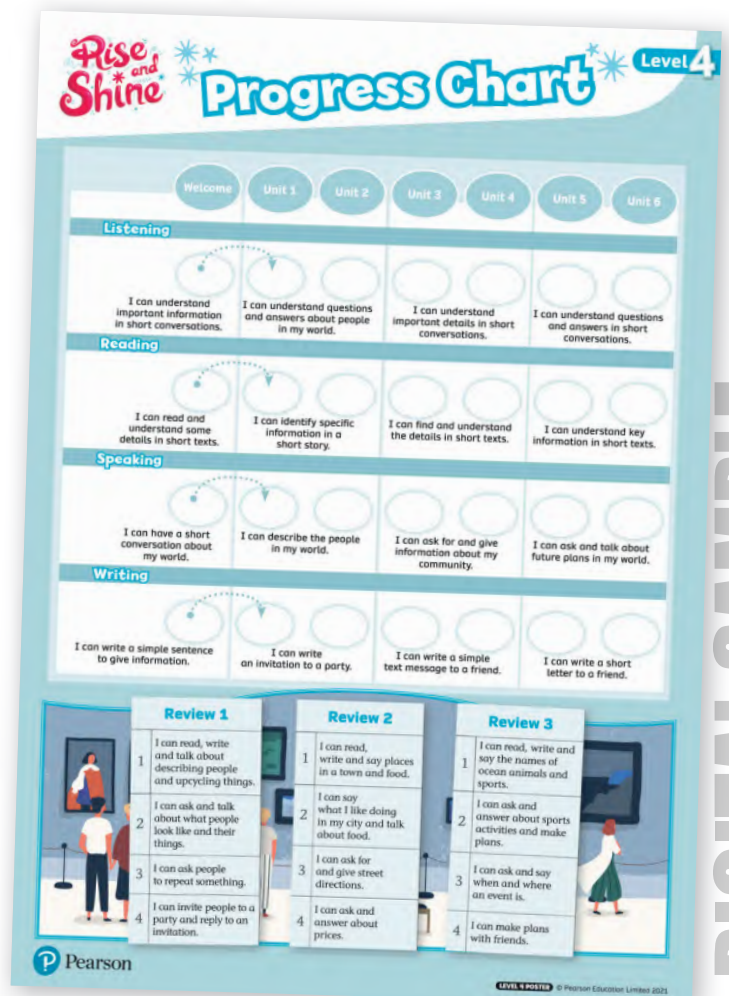 Rise
and
Shine
Progress Chart
Level 4
Welcome
Unit 1
Unit 2
Unit 3
Unit 4
Unit 5
Unit 6
Listening
I can understand
important information
in short conversations.
I can understand questions
and answers about people
in my world.
I can understand
important details in short
conversations.
I can understand questions
and answers in short
conversations.
Reading
I can read and
understand some
details in short texts.
I can identify specific
information in a
short story.
I can find and understand
the details in short texts.
I can understand key
information in short texts.
Speaking
I can have a short
conversation about
my world.
I can describe the people
in my world.
I can ask for and give
information about my
community.
I can ask and talk about
future plans in my world.
Writing
I can write a simple sentence
to give information.
I can write
an invitation to a party.
I can write a simple
text message to a friend.
I can write a short
letter to a friend.
Review 1
1
I can read, write
and talk about
describing people
and upcycling things.
2
I can ask and talk
about what people
look like and their
things.
3
I can ask people
to repeat something.
4
I can invite people to a
party and reply to an
invitation.
Review 2
1
I can read,
write and say places
in a town and food.
2
I can say
what I like doing
in my city and talk
about food.
3
I can ask for
and give street
directions.
4
I can ask and
answer about
prices.
Review 3
1
I can read, write and
say the names of
ocean animals and
sports.
2
I can ask and
answer about sports
activities and make
plans.
3
I can ask and say
when and where
an event is.
4
I can make plans
with friends.
Pearson
LEVEL 4 POSTER © Pearson Education Limited 2021